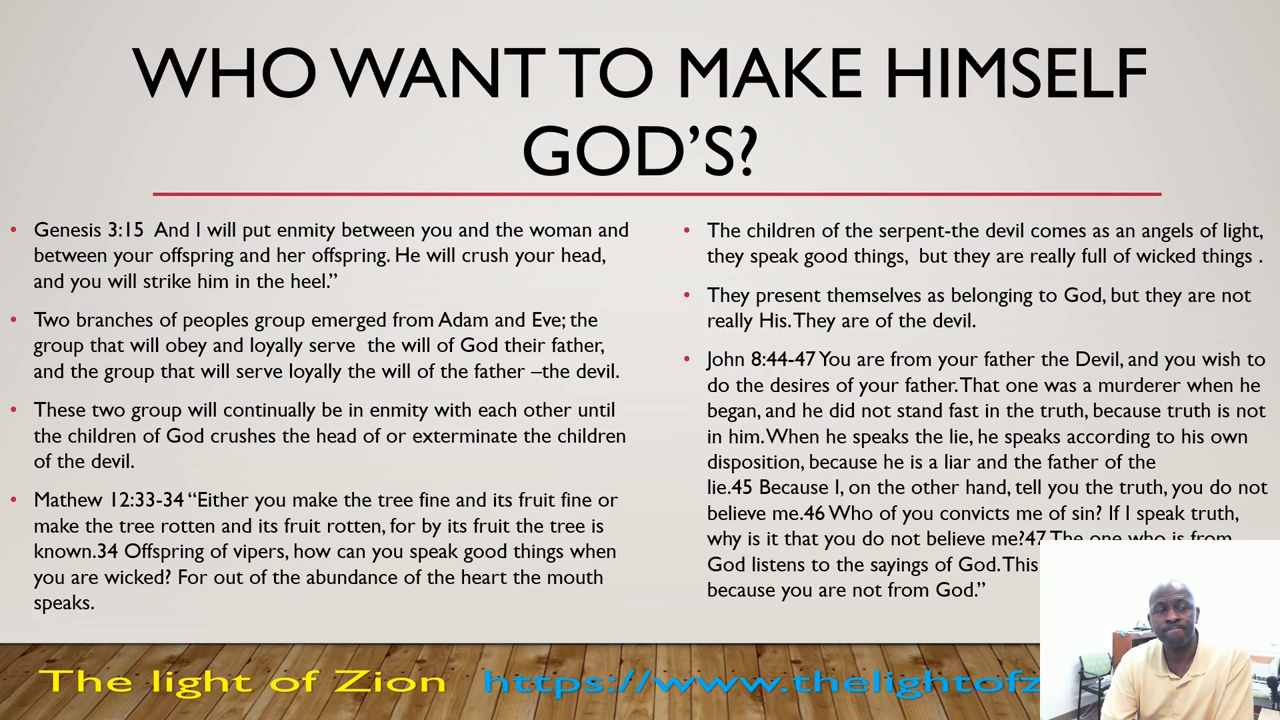 WHO WANT TO MAKE HIMSELF
GOD’S?
• Genesis 3:15 And I will put enmity between you and the woman and
between your offspring and her offspring. He will crush your head,
and you will strike him in the heel.”
• Two branches of peoples group emerged from Adam and Eve; the
group that will obey and loyally serve the will of God their father,
and the group that will serve loyally the will of the father –the devil.
• These two group will continually be in enmity with each other until
the children of God crushes the head of or exterminate the children
of the devil.
• Mathew 12:33-34 “Either you make the tree fine and its fruit fine or
make the tree rotten and its fruit rotten, for by its fruit the tree is
known.34 Offspring of vipers, how can you speak good things when
you are wicked? For out of the abundance of the heart the mouth
speaks.
• The children of the serpent-the devil comes as an angels of light,
they speak good things, but they are really full of wicked things .
• They present themselves as belonging to God, but they are not
really His. They are of the devil.
• John 8:44-47 You are from your father the Devil, and you wish to
do the desires of your father. That one was a murderer when he
began, and he did not stand fast in the truth, because truth is not
in him. When he speaks the lie, he speaks according to his own
disposition, because he is a liar and the father of the
lie.45 Because I, on the other hand, tell you the truth, you do not
believe me.46 Who of you convicts me of sin? If I speak truth,
why is it that you do not believe me?47 The one who is from
God listens to the sayings of God. This
because you are not from God.”
The light of Zion https://www.thelightofz